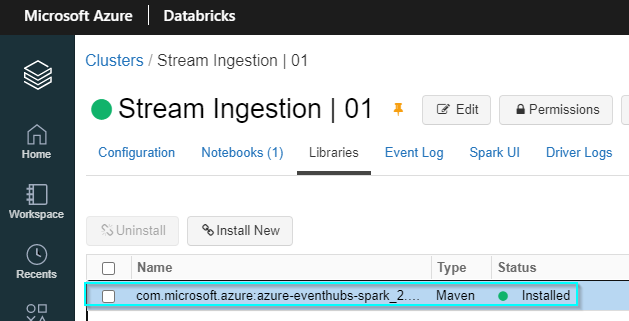 Microsoft Azure | Databricks
Clusters / Stream Ingestion | 01
Stream Ingestion | 01
Edit
Permissions
Configuration Notebooks (1) Libraries Event Log Spark UI Driver Logs
Home
Workspace
Recents
Uninstall
Install New
Name Type Status
com.microsoft.azure:azure-eventhubs-spark_2.... Maven Installed